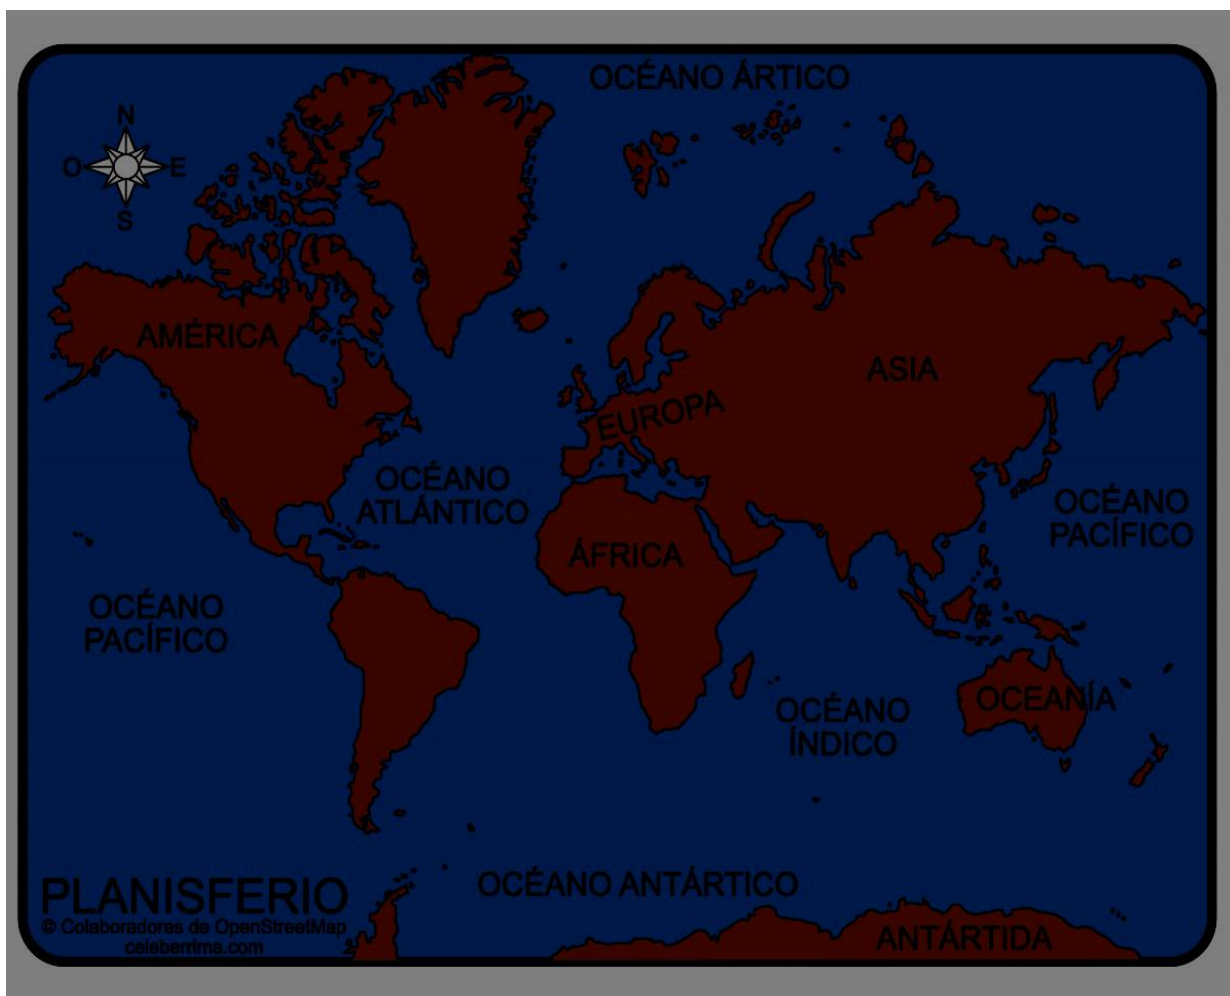 OCÉANO ÁRTICO
N
O
E
S
AMÉRICA
ASIA
EUROPA
OCÉANO
ATLÁNTICO
OCÉANO
PACÍFICO
ÁFRICA
OCÉANO
PACÍFICO
OCEANÍA
OCÉANO
ÍNDICO
OCÉANO ANTÁRTICO
PLANISFERIO
© Colaboradores de OpenStreetMap
celeberrima.com
ANTÁRTIDA